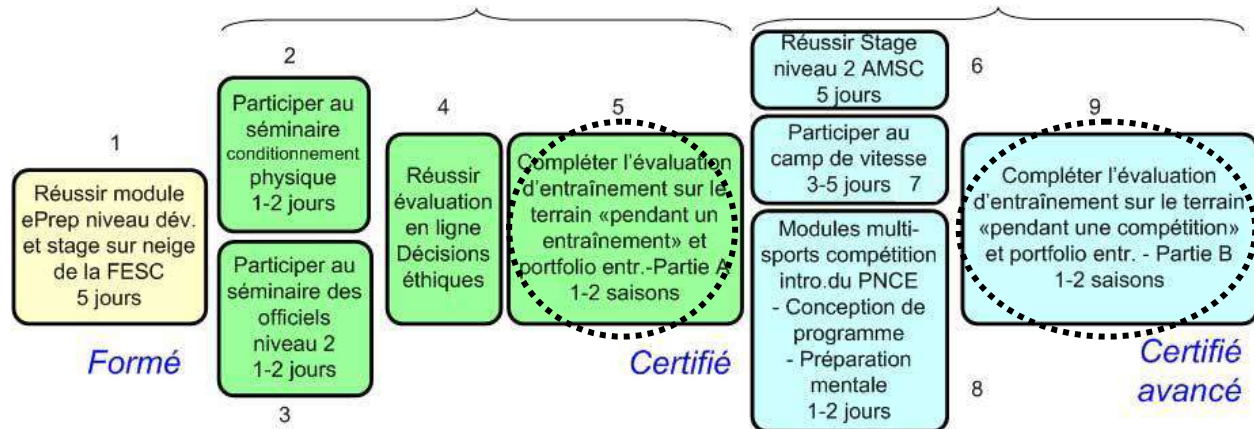 1
Réussir module
ePrep niveau dév.
et stage sur neige
de la FESC
5 jours
Formé
2
Participer au
séminaire
conditionnement
physique
1-2 jours
Participer au
séminaire des
officiels
niveau 2
1-2 jours
3
4
Réussir
évaluation
en ligne
Décisions
éthiques
5
Compléter l'évaluation
d'entraînement sur le
terrain «pendant un
entraînement» et
portfolio entr.-Partie A
1-2 saisons
Certifié
Réussir Stage
niveau 2 AMSC
5 jours
6
Participer au
camp de vitesse
3-5 jours 7
Modules multi-
sports compétition
intro.du PNCE
- Conception de
programme
- Préparation
mentale
1-2 jours
8
9
Compléter l'évaluation
d'entraînement sur le terrain
«pendant une compétition»
et portfolio entr. - Partie B
1-2 saisons
Certifié
avancé